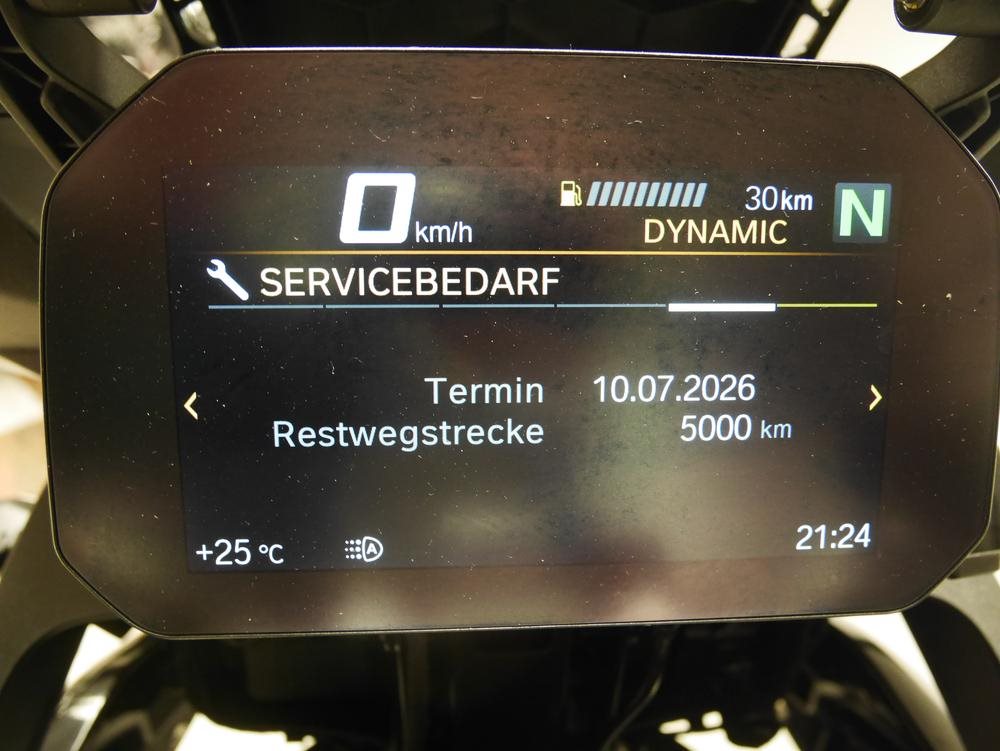 0 km/h
30 km
N
DYNAMIC
SERVICEBEDARF
Termin 10.07.2026
Restwegstrecke 5000 km
+25 °C
A
21:24